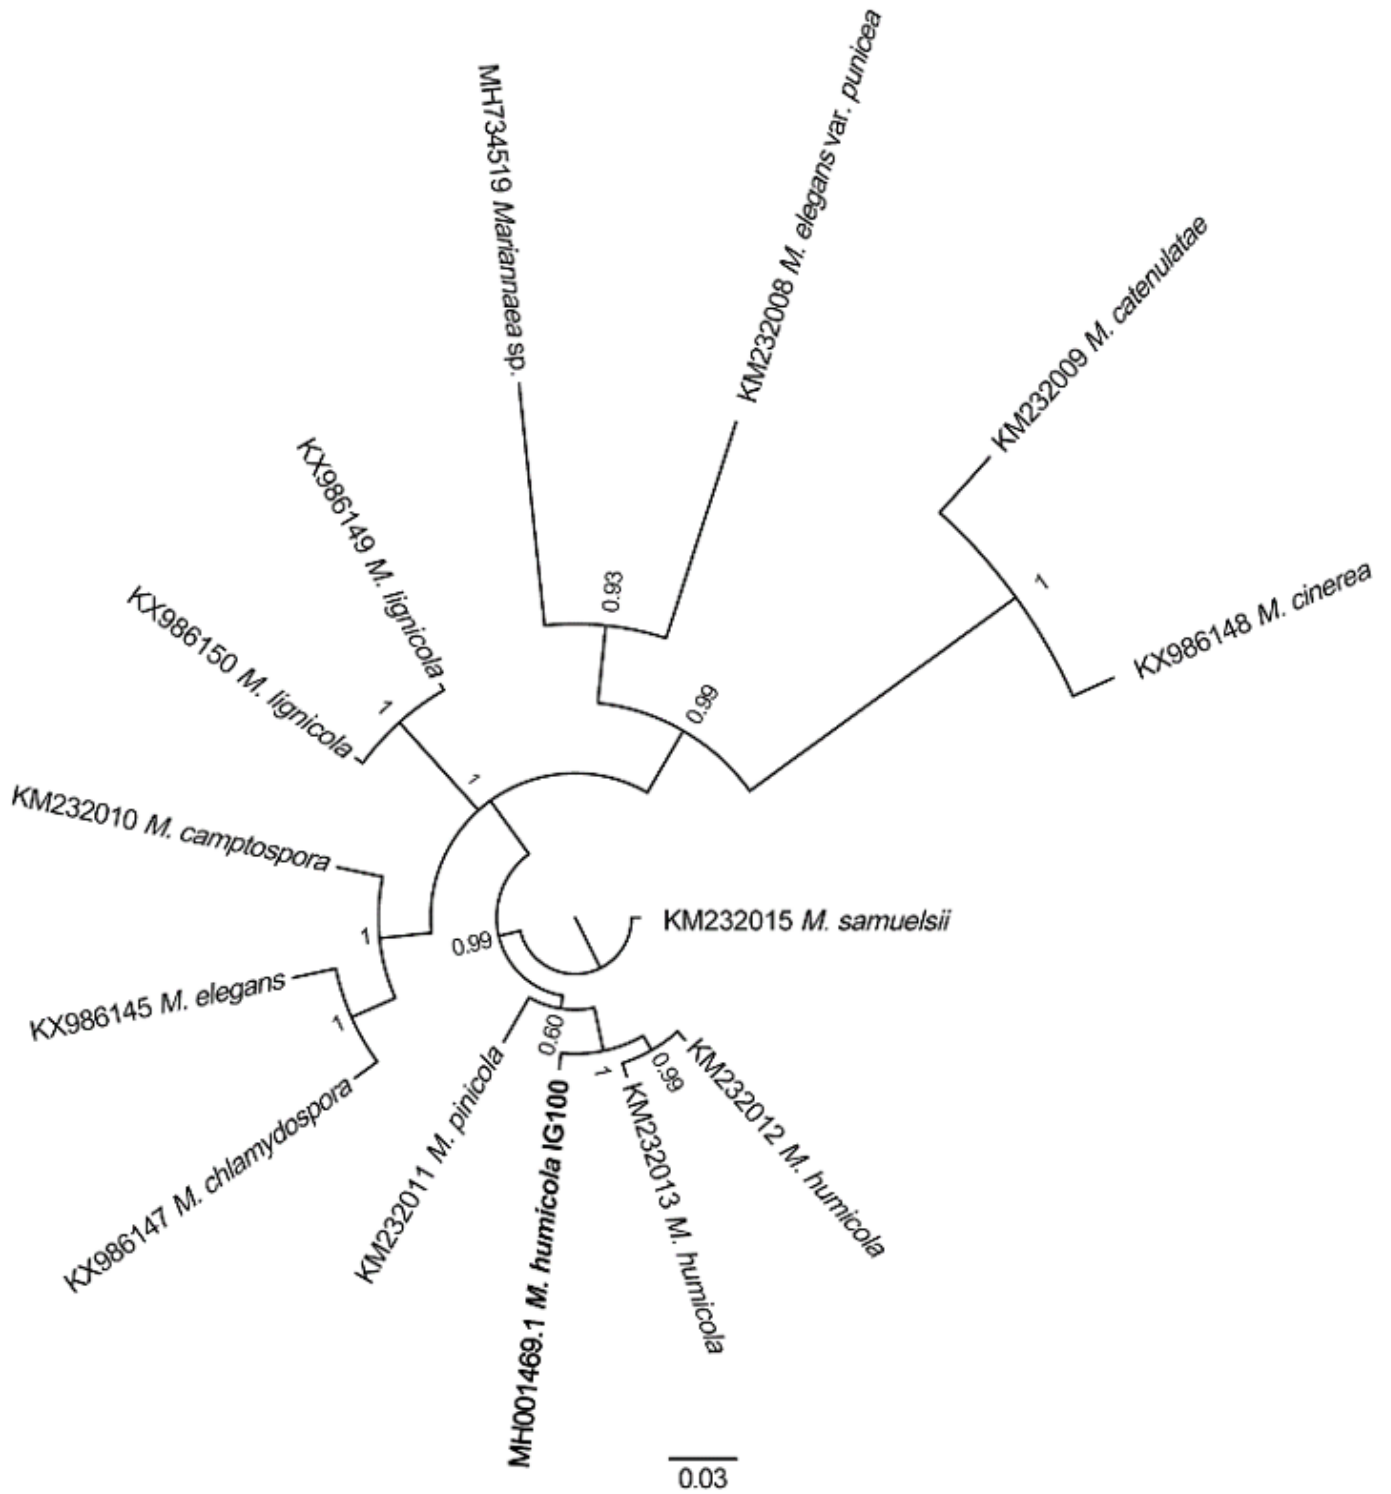 MH734519 Mariannaea sp.
KM232008 M. elegans var. punicea
KM232009 M. catenulatae
KX986148 M. cinerea
0.93
1
0.99
KX986149 M. lignicola
KX986150 M. lignicola
1
1
KM232010 M. camptospora
KM232015 M. samuelsii
1
0.99
KX986145 M. elegans
1
KX986147 M. chlamydospora
0.60
1
0.99
KM232011 M. pinicola
MH001469.1 M. humicola IG100
KM232013 M. humicola
KM232012 M. humicola
0.03